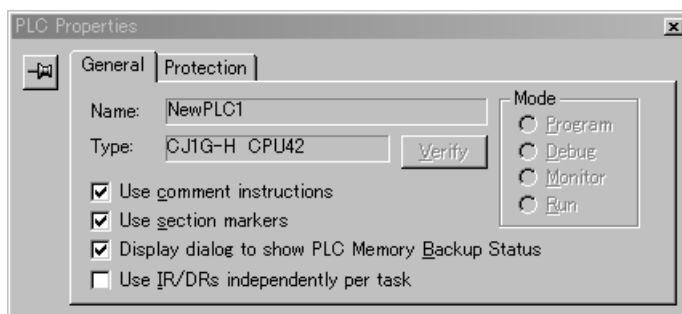 PLC Properties
General
Protection
Name: NewPLC1
Type: CJ1G-H CPU42
Verify
Mode
Program
Debug
Monitor
Run
Use comment instructions
Use section markers
Display dialog to show PLC Memory Backup Status
Use IR/DRs independently per task